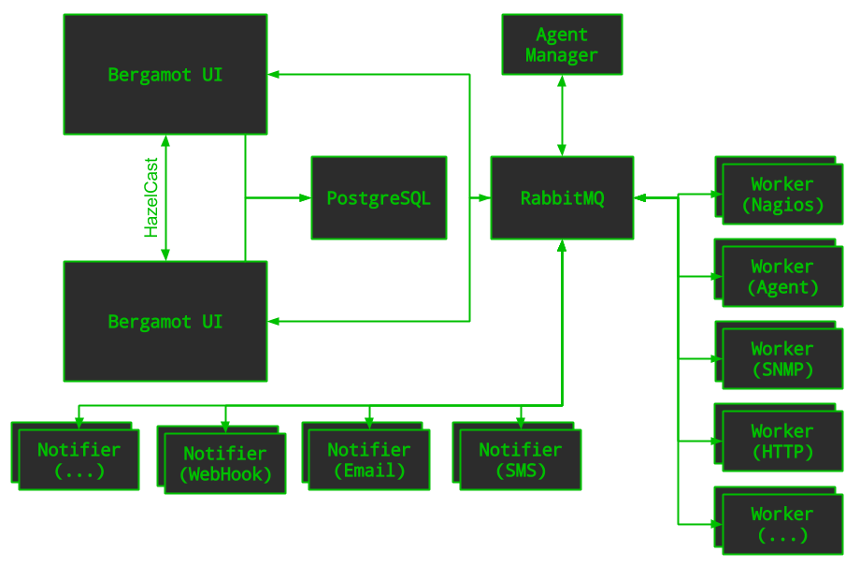 Bergamot UI
Agent
Manager
HazelCast
PostgreSQL
RabbitMQ
Worker
(Nagios)
Worker
(Agent)
Bergamot UI
Worker
(SNMP)
Worker
(HTTP)
Notifier
(...)
Notifier
(WebHook)
Notifier
(Email)
Notifier
(SMS)
Worker
(...)